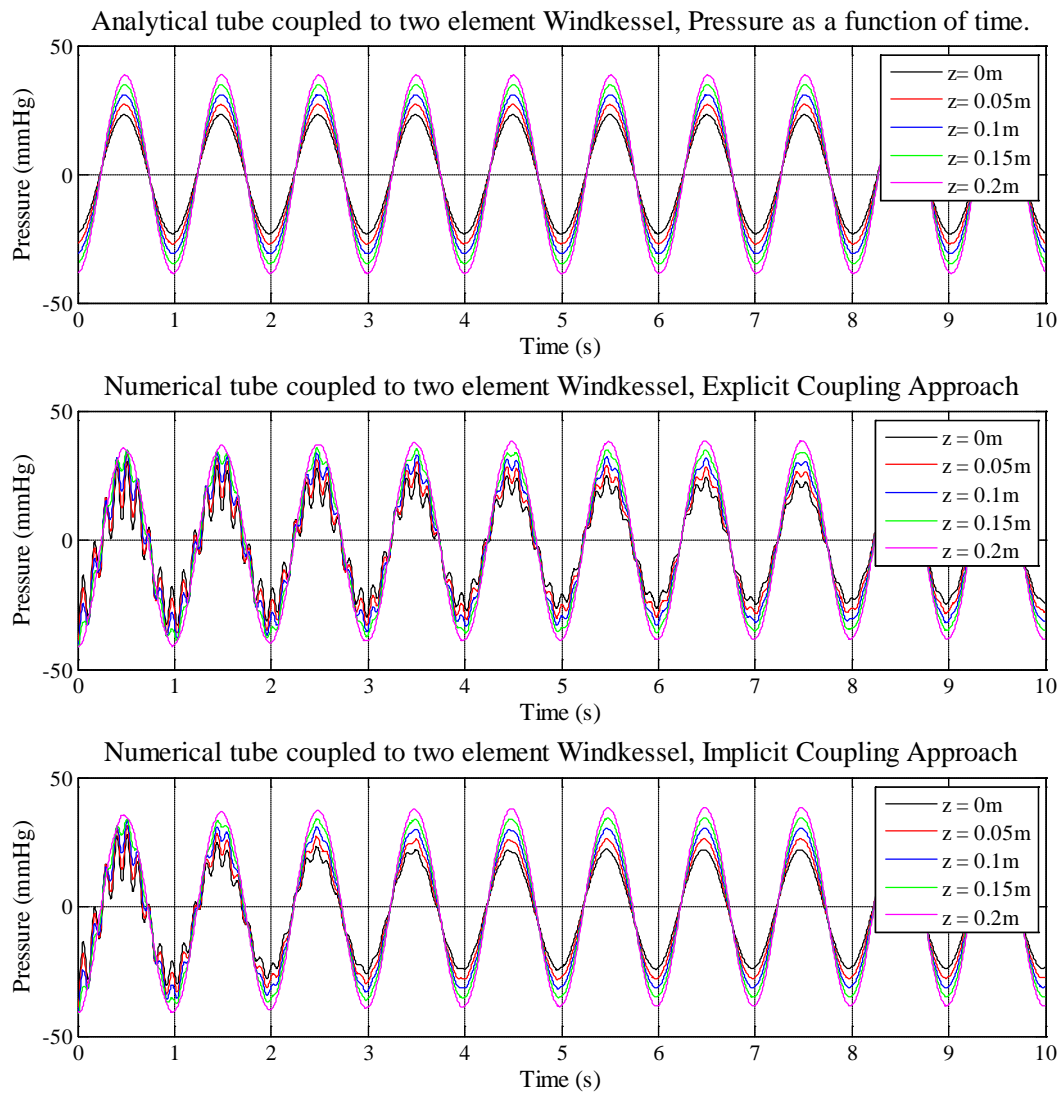 Analytical tube coupled to two element Windkessel, Pressure as a function of time.
50
0
-50
Pressure (mmHg)
z= 0m
z= 0.05m
z= 0.1m
z= 0.15m
z= 0.2m
0 1 2 3 4 5 6 7 8 9 10
Time (s)
Numerical tube coupled to two element Windkessel, Explicit Coupling Approach
50
0
-50
Pressure (mmHg)
z = 0m
z = 0.05m
z = 0.1m
z = 0.15m
z = 0.2m
0 1 2 3 4 5 6 7 8 9 10
Time (s)
Numerical tube coupled to two element Windkessel, Implicit Coupling Approach
50
0
-50
Pressure (mmHg)
z = 0m
z = 0.05m
z = 0.1m
z = 0.15m
z = 0.2m
0 1 2 3 4 5 6 7 8 9 10
Time (s)